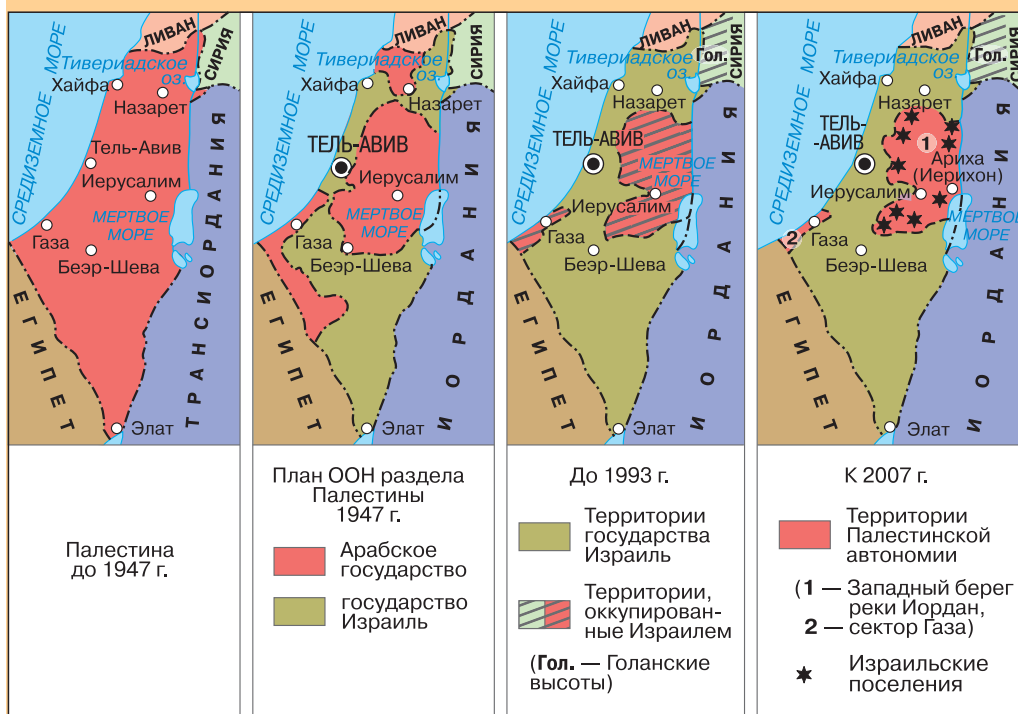 СРЕДИЗЕМНОЕ МОРЕ
ЛИВАН
СИРИЯ
Тивериадское
оз.
Хайфа
Назарет
Тель-Авив
Иерусалим
МЕРТВОЕ
МОРЕ
Газа
Беэр-Шева
ЕГИПЕТ
ТРАНСИОРДАНИЯ
Элат
Палестина
до 1947 г.
СРЕДИЗЕМНОЕ МОРЕ
ЛИВАН
СИРИЯ
Тивериадское
оз.
Хайфа
Назарет
ТЕЛЬ-АВИВ
Иерусалим
МЕРТВОЕ
МОРЕ
Газа
Беэр-Шева
ЕГИПЕТ
ИОРДАНИЯ
Элат
План ООН раздела
Палестины
1947 г.
Арабское
государство
государство
Израиль
СРЕДИЗЕМНОЕ МОРЕ
ЛИВАН
Гол.
СИРИЯ
Тивериадское
оз.
Хайфа
Назарет
ТЕЛЬ-АВИВ
МЕРТВОЕ
МОРЕ
Иерусалим
Газа
Беэр-Шева
ЕГИПЕТ
ИОРДАНИЯ
Элат
До 1993 г.
Территории
государства
Израиль
Территории,
оккупирован-
ные Израилем
(Гол. — Голанские
высоты)
СРЕДИЗЕМНОЕ МОРЕ
ЛИВАН
Гол.
СИРИЯ
Тивериадское
оз.
Хайфа
Назарет
ТЕЛЬ-
-АВИВ
1
Ариха
(Иерихон)
Иерусалим
МЕРТВОЕ
МОРЕ
2
Газа
Беэр-Шева
ЕГИПЕТ
ИОРДАНИЯ
Элат
К 2007 г.
Территории
Палестинской
автономии
(1 — Западный берег
реки Иордан,
2 — сектор Газа)
Израильские
поселения